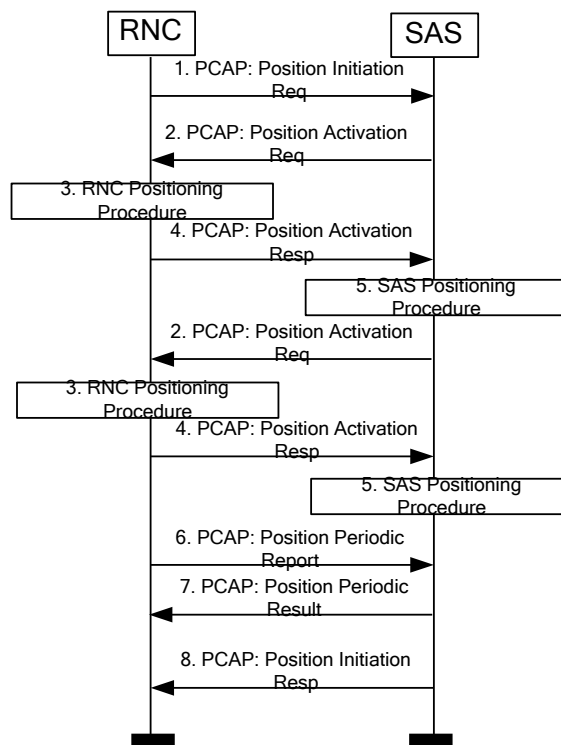 RNC
SAS
1. PCAP: Position Initiation
Req
2. PCAP: Position Activation
Req
3. RNC Positioning
Procedure
4. PCAP: Position Activation
Resp
5. SAS Positioning
Procedure
2. PCAP: Position Activation
Req
3. RNC Positioning
Procedure
4. PCAP: Position Activation
Resp
5. SAS Positioning
Procedure
6. PCAP: Position Periodic
Report
7. PCAP: Position Periodic
Result
8. PCAP: Position Initiation
Resp